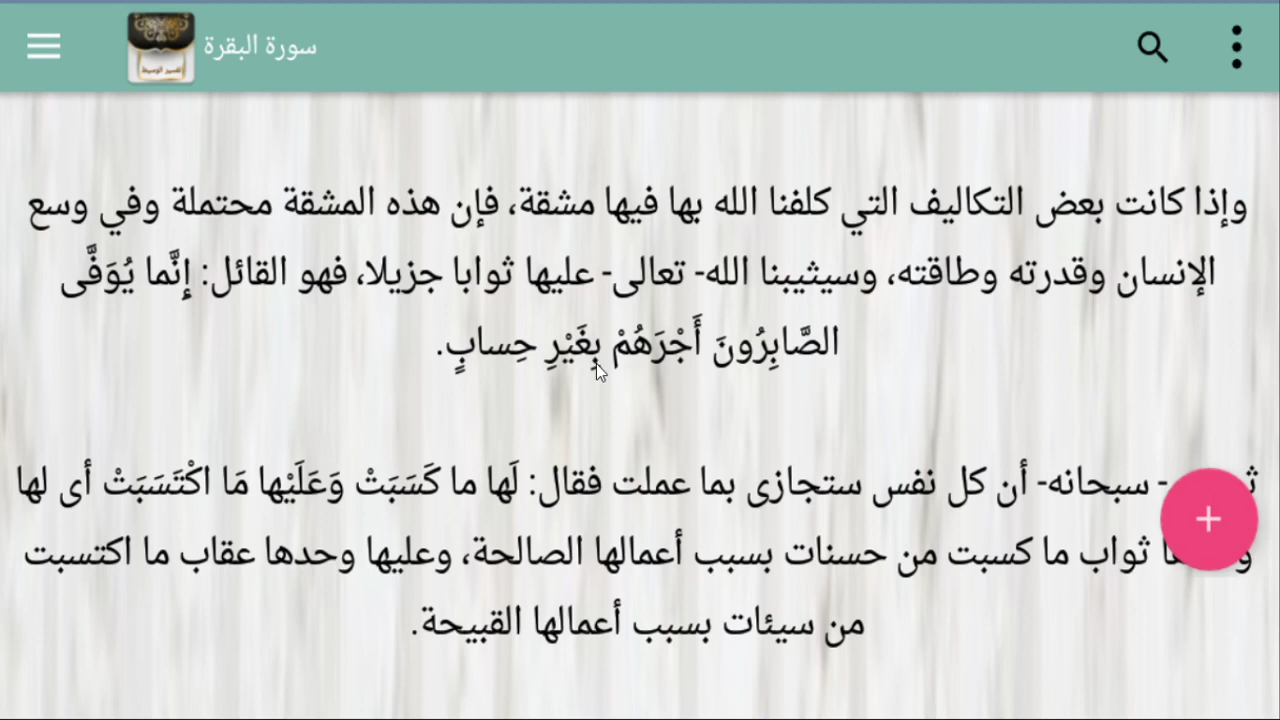 سورة البقرة
تفسير الوسيط
وإذا كانت بعض التكاليف التي كلفنا الله بها فيها مشقة، فإن هذه المشقة محتملة وفي وسع
الإنسان وقدرته وطاقته، وسيثيبنا الله- تعالى- عليها ثوابا جزيلا، فهو القائل: إِنَّما يُوَفَّى
الصَّابِرُونَ أَجْرَهُمْ بِغَيْرِ حِسابٍ.
- سبحانه- أن كل نفس ستجازى بما عملت فقال: لَها ما كَسَبَتْ وَعَلَيْها مَا اكْتَسَبَتْ أى لها
ثواب ما كسبت من حسنات بسبب أعمالها الصالحة، وعليها وحدها عقاب ما اكتسبت
من سيئات بسبب أعمالها القبيحة.